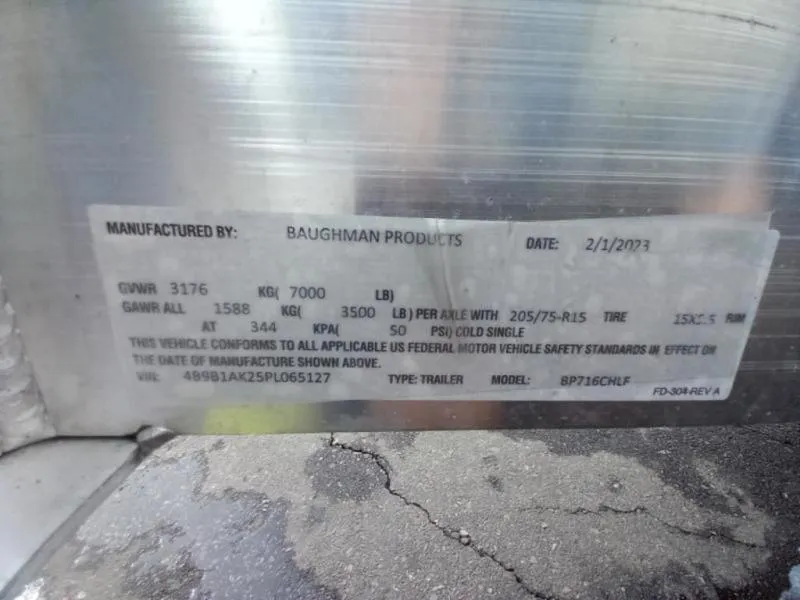 MANUFACTURED BY: BAUGHMAN PRODUCTS DATE: 2/1/2023
GVWR 3176 KG( 7000 LB)
GAWR ALL 1588 KG( 3500 LB) PER AXLE WITH 205/75-R15 TIRE RIM
AT 344 KPA( 50 PSI) COLD SINGLE
THIS VEHICLE CONFORMS TO ALL APPLICABLE US FEDERAL MOTOR VEHICLE SAFETY STANDARDS IN EFFECT ON
THE DATE OF MANUFACTURE SHOWN ABOVE.
VIN: 4B9B1AK25PL065127 TYPE: TRAILER MODEL:
FD-304-REV A